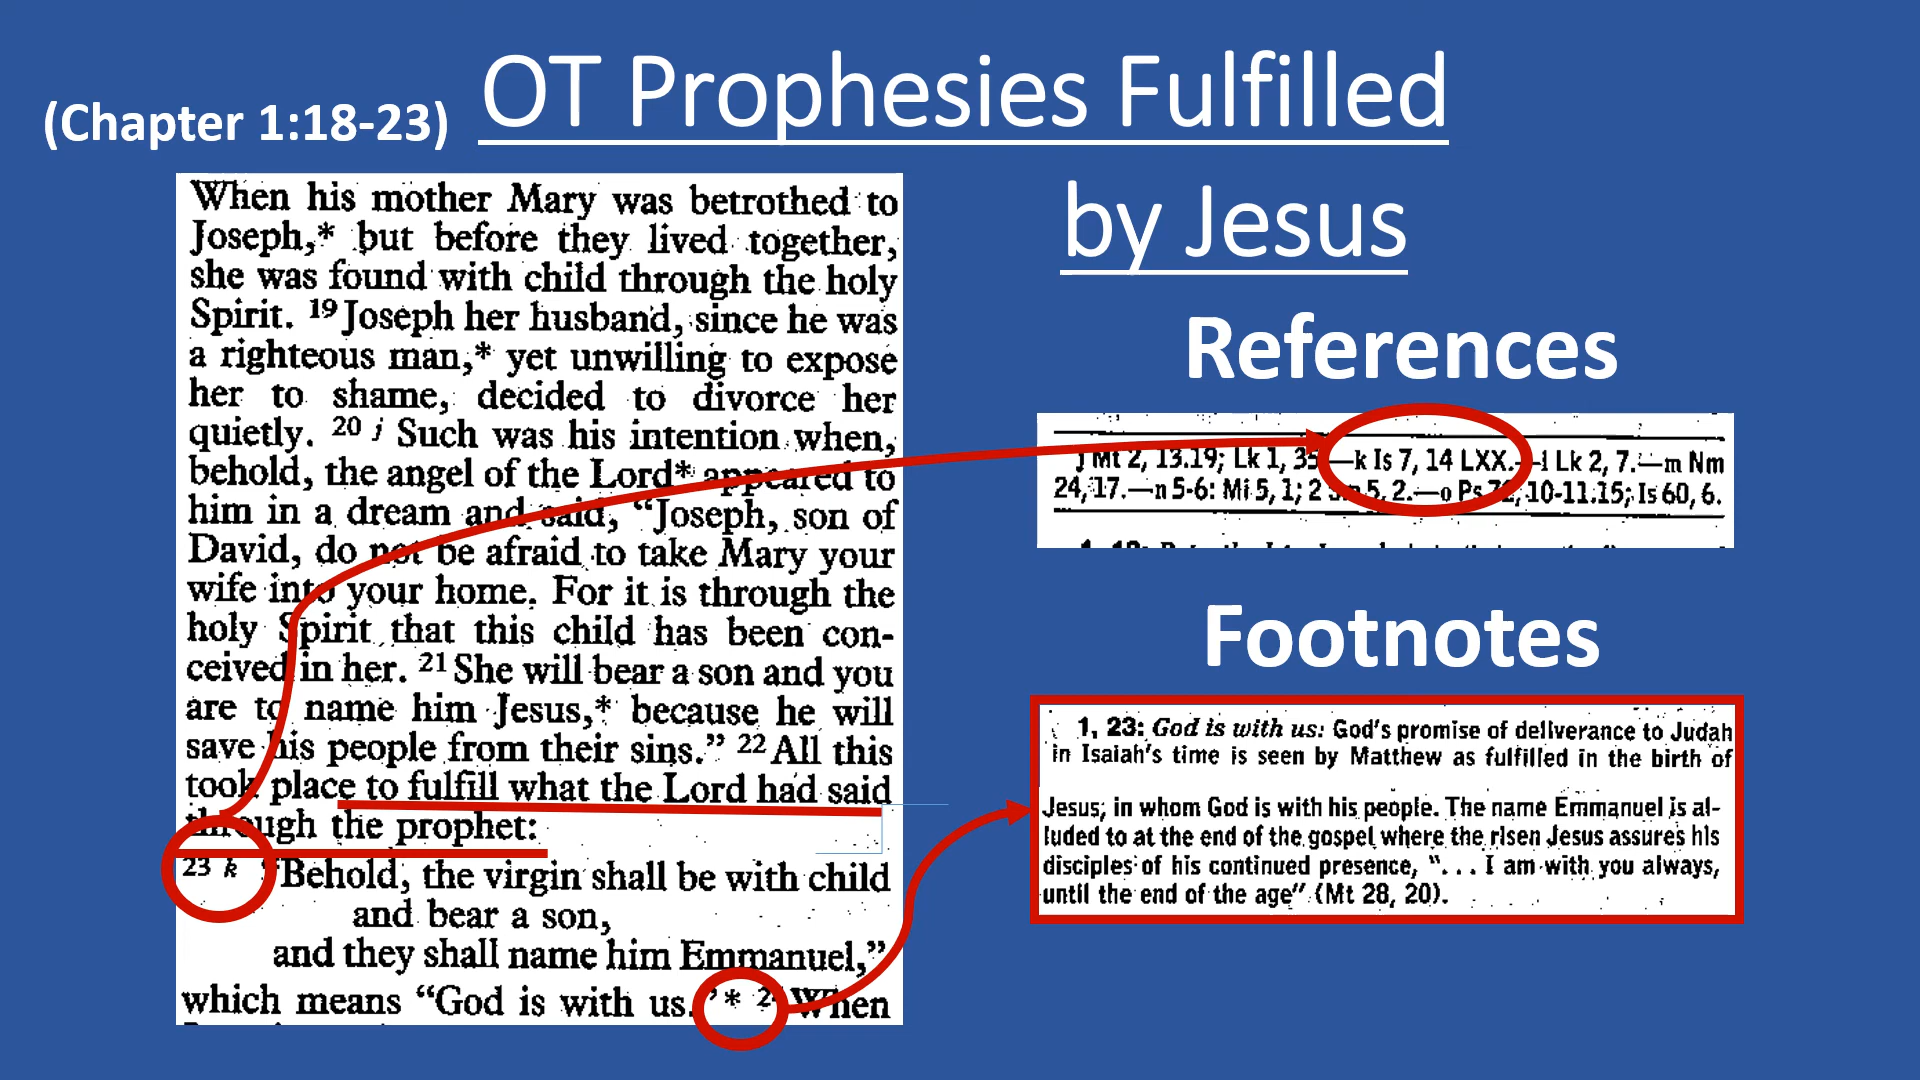 OT Prophesies Fulfilled
(Chapter 1:18-23)
by Jesus
When his mother Mary was betrothed to
Joseph,* but before they lived together,
she was found with child through the holy
Spirit. 19 Joseph her husband, since he was
a righteous man,* yet unwilling to expose
her to shame, decided to divorce her
quietly. 20 j Such was his intention when,
behold, the angel of the Lord* appeared to
him in a dream and said, “Joseph, son of
David, do not be afraid to take Mary your
wife into your home. For it is through the
holy Spirit that this child has been con-
ceived in her. 21 She will bear a son and you
are to name him Jesus,* because he will
save his people from their sins.” 22 All this
took place to fulfill what the Lord had said
through the prophet:
23 k “Behold, the virgin shall be with child
and bear a son,
and they shall name him Emmanuel,”
which means “God is with us.”* 24 When
References
j Mt 2, 13.19; Lk 1, 35.—k Is 7, 14 LXX.—l Lk 2, 7.—m Nm
24, 17.—n 5-6: Mi 5, 1; 2 Sm 5, 2.—o Ps 72, 10-11.15; Is 60, 6.
Footnotes
1, 23: God is with us: God's promise of deliverance to Judah
in Isaiah's time is seen by Matthew as fulfilled in the birth of
Jesus, in whom God is with his people. The name Emmanuel is al-
luded to at the end of the gospel where the risen Jesus assures his
disciples of his continued presence, “. . . I am with you always,
until the end of the age” (Mt 28, 20).